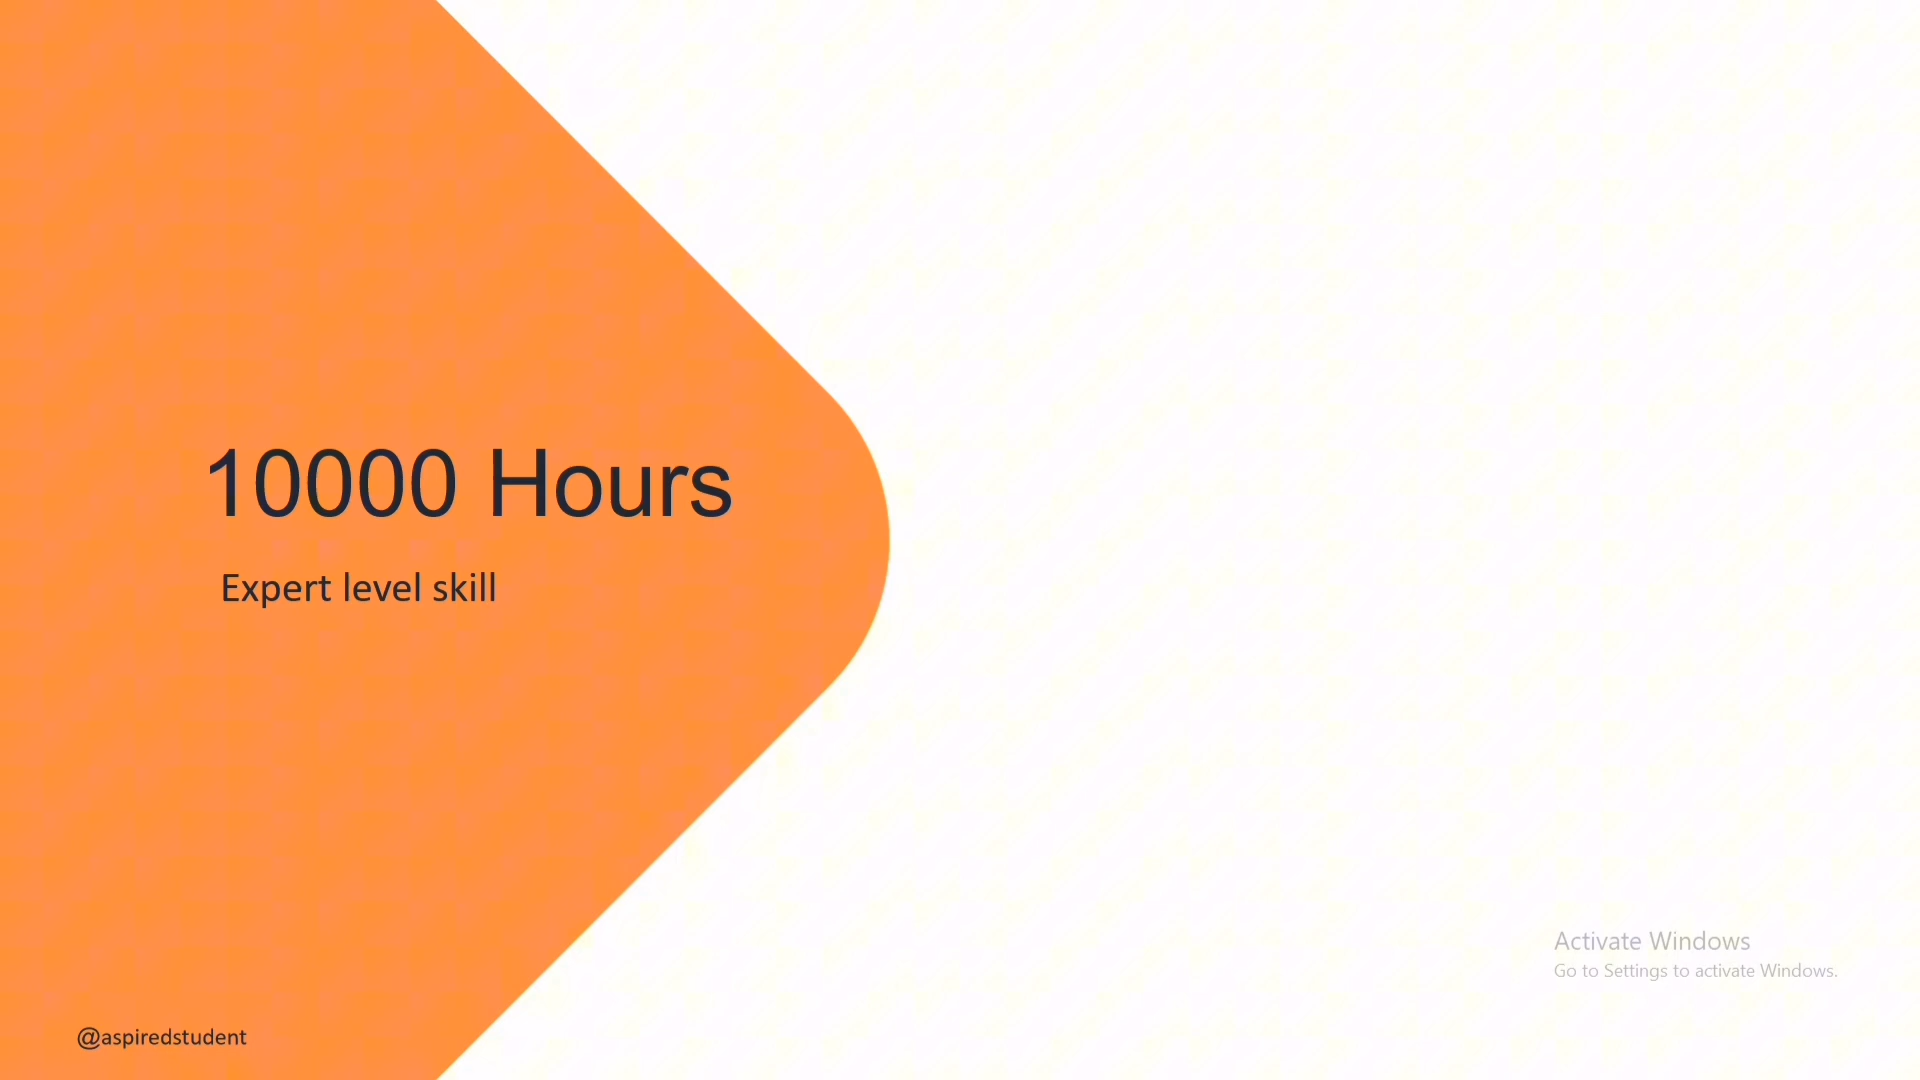 10000 Hours
Expert level skill
Activate Windows
Go to Settings to activate Windows.
@aspiredstudent